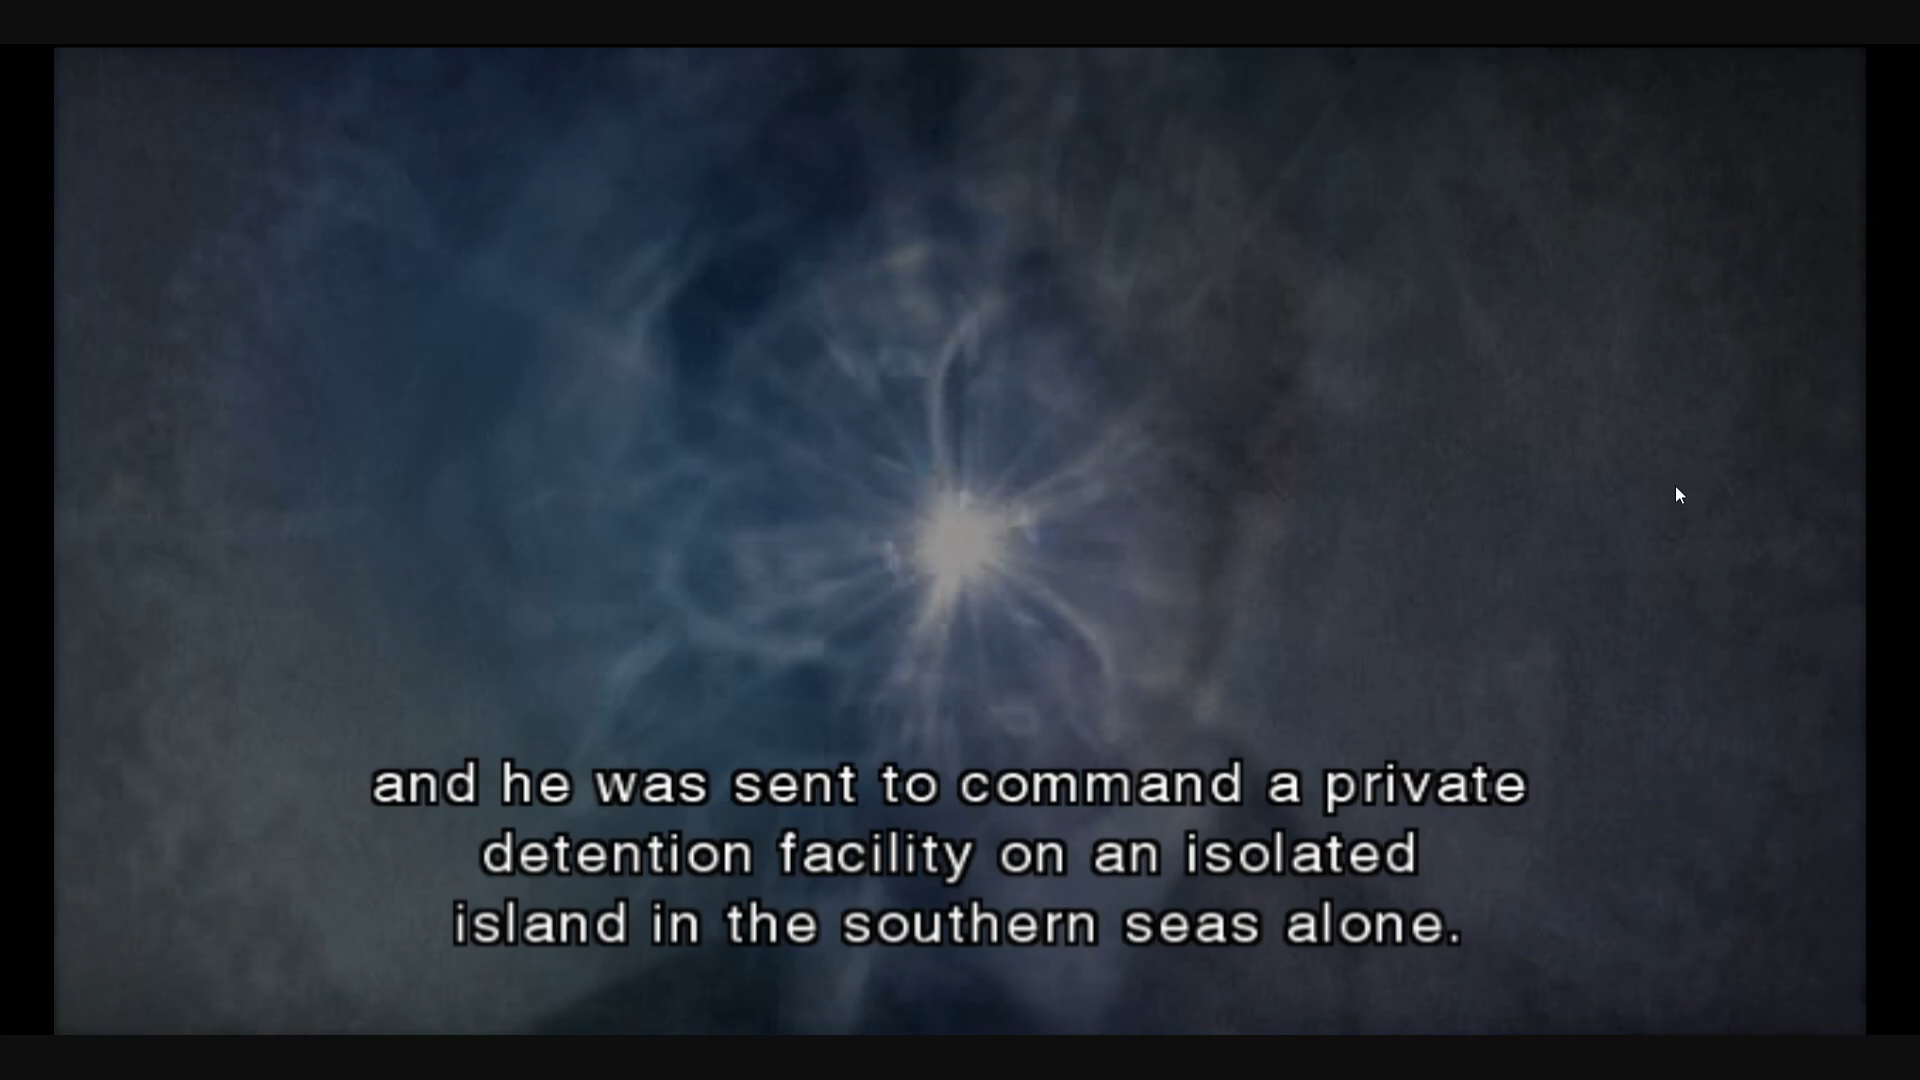 and he was sent to command a private
detention facility on an isolated
island in the southern seas alone.